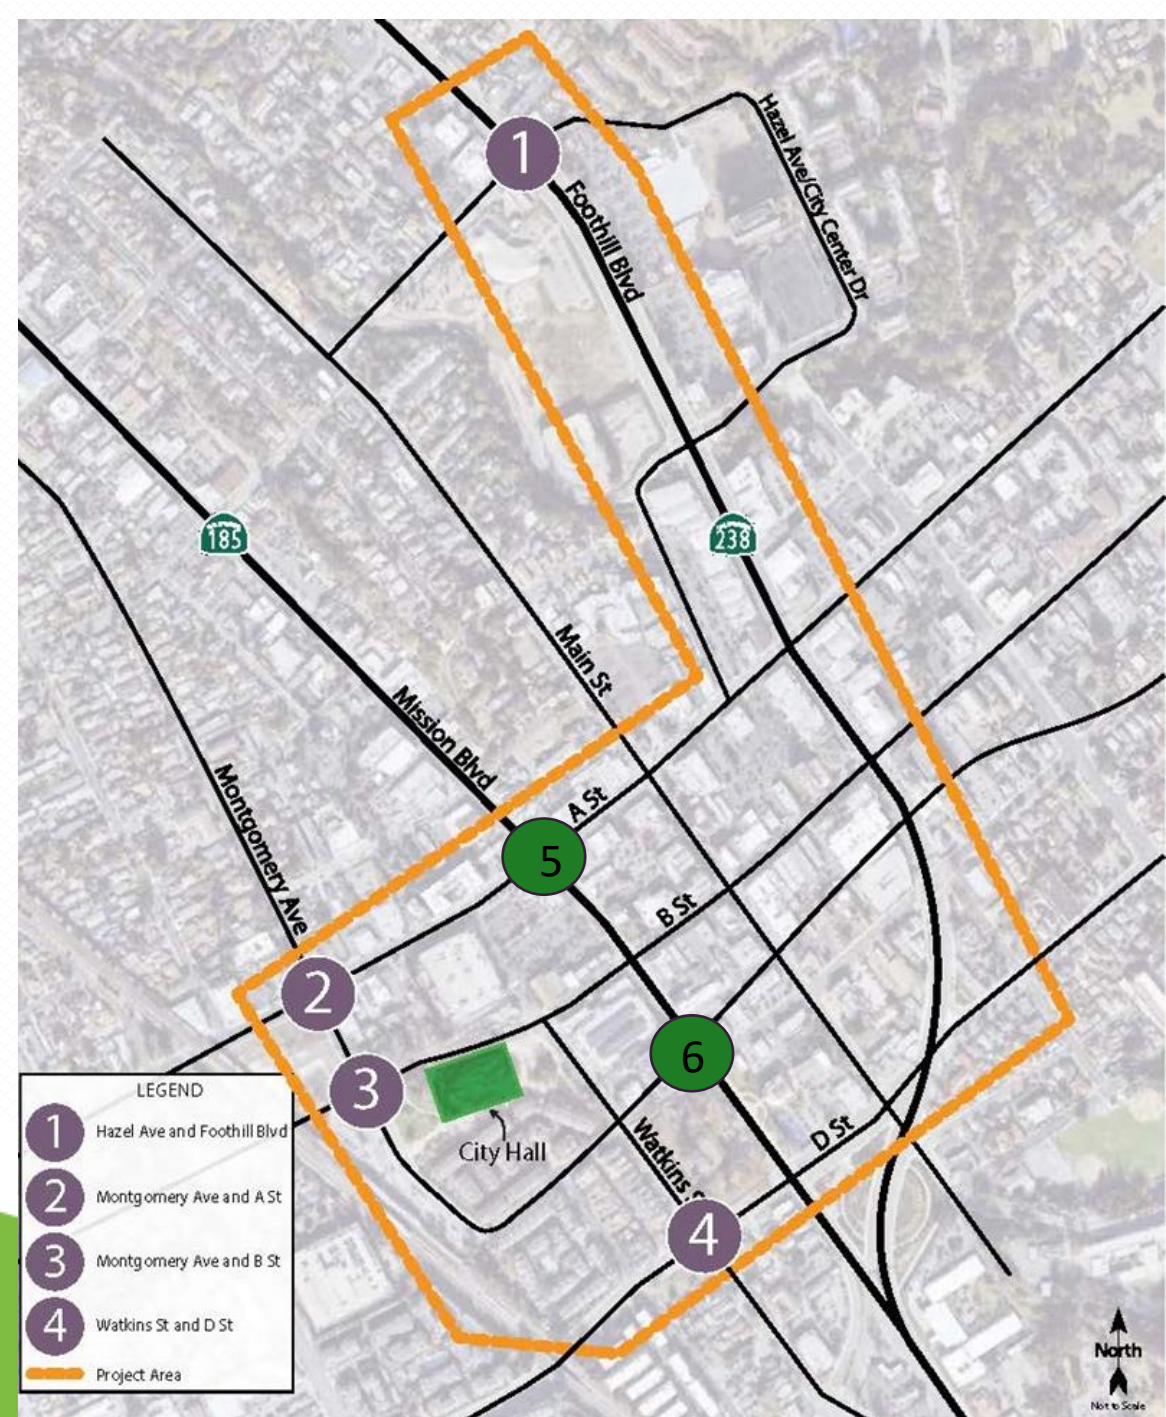 1
Hazel Ave/City Center Dr
Foothill Blvd
185
238
Main St
Mission Blvd
Montgomery Ave
A St
5
B St
2
6
3
City Hall
Watkins
D St
4
LEGEND
1 Hazel Ave and Foothill Blvd
2 Montgomery Ave and A St
3 Montgomery Ave and B St
4 Watkins St and D St
Project Area
North
Not to Scale